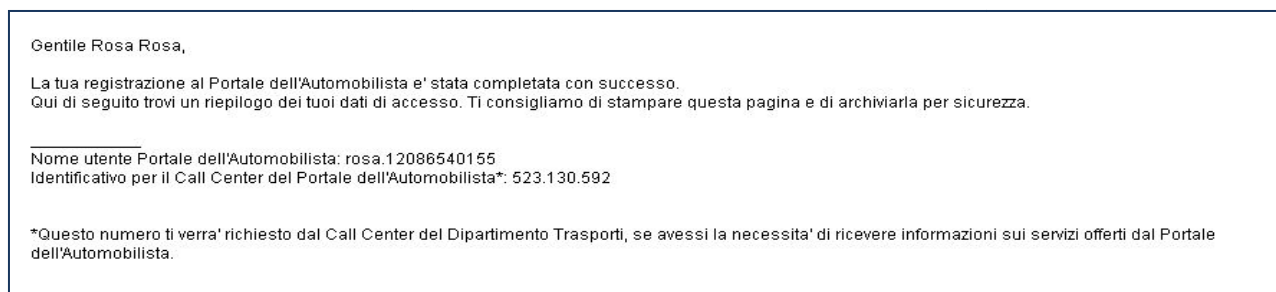 Gentile Rosa Rosa,
La tua registrazione al Portale dell'Automobilista e' stata completata con successo.
Qui di seguito trovi un riepilogo dei tuoi dati di accesso. Ti consigliamo di stampare questa pagina e di archiviarla per sicurezza.
Nome utente Portale dell'Automobilista: rosa.12086540155
Identificativo per il Call Center del Portale dell'Automobilista*: 523.130.592
*Questo numero ti verra' richiesto dal Call Center del Dipartimento Trasporti, se avessi la necessita' di ricevere informazioni sui servizi offerti dal Portale
dell'Automobilista.